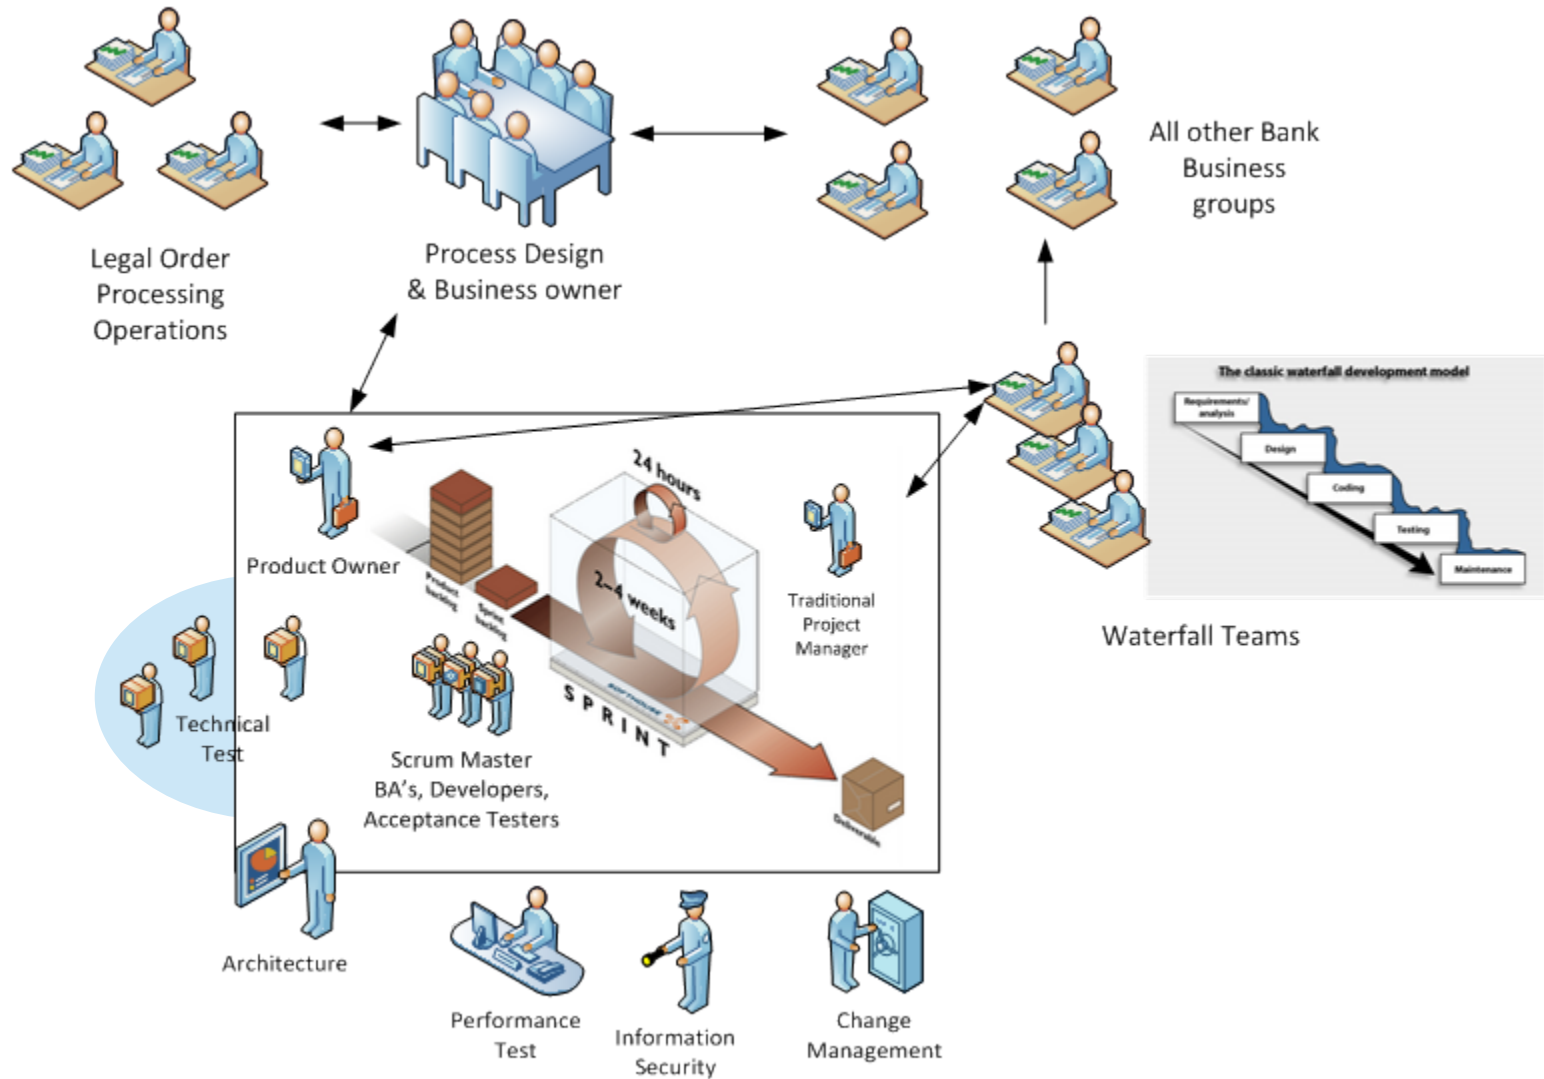 Legal Order
Processing
Operations
Process Design
& Business owner
All other Bank
Business
groups
The classic waterfall development model
Requirements/
analysis
Design
Coding
Testing
Maintenance
Waterfall Teams
Product Owner
Product
backlog
Sprint
backlog
24 hours
2–4 weeks
SOFTHOUSE
SPRINT
Deliverable
Traditional
Project
Manager
Technical
Test
Scrum Master
BA's, Developers,
Acceptance Testers
Architecture
Performance
Test
Information
Security
Change
Management